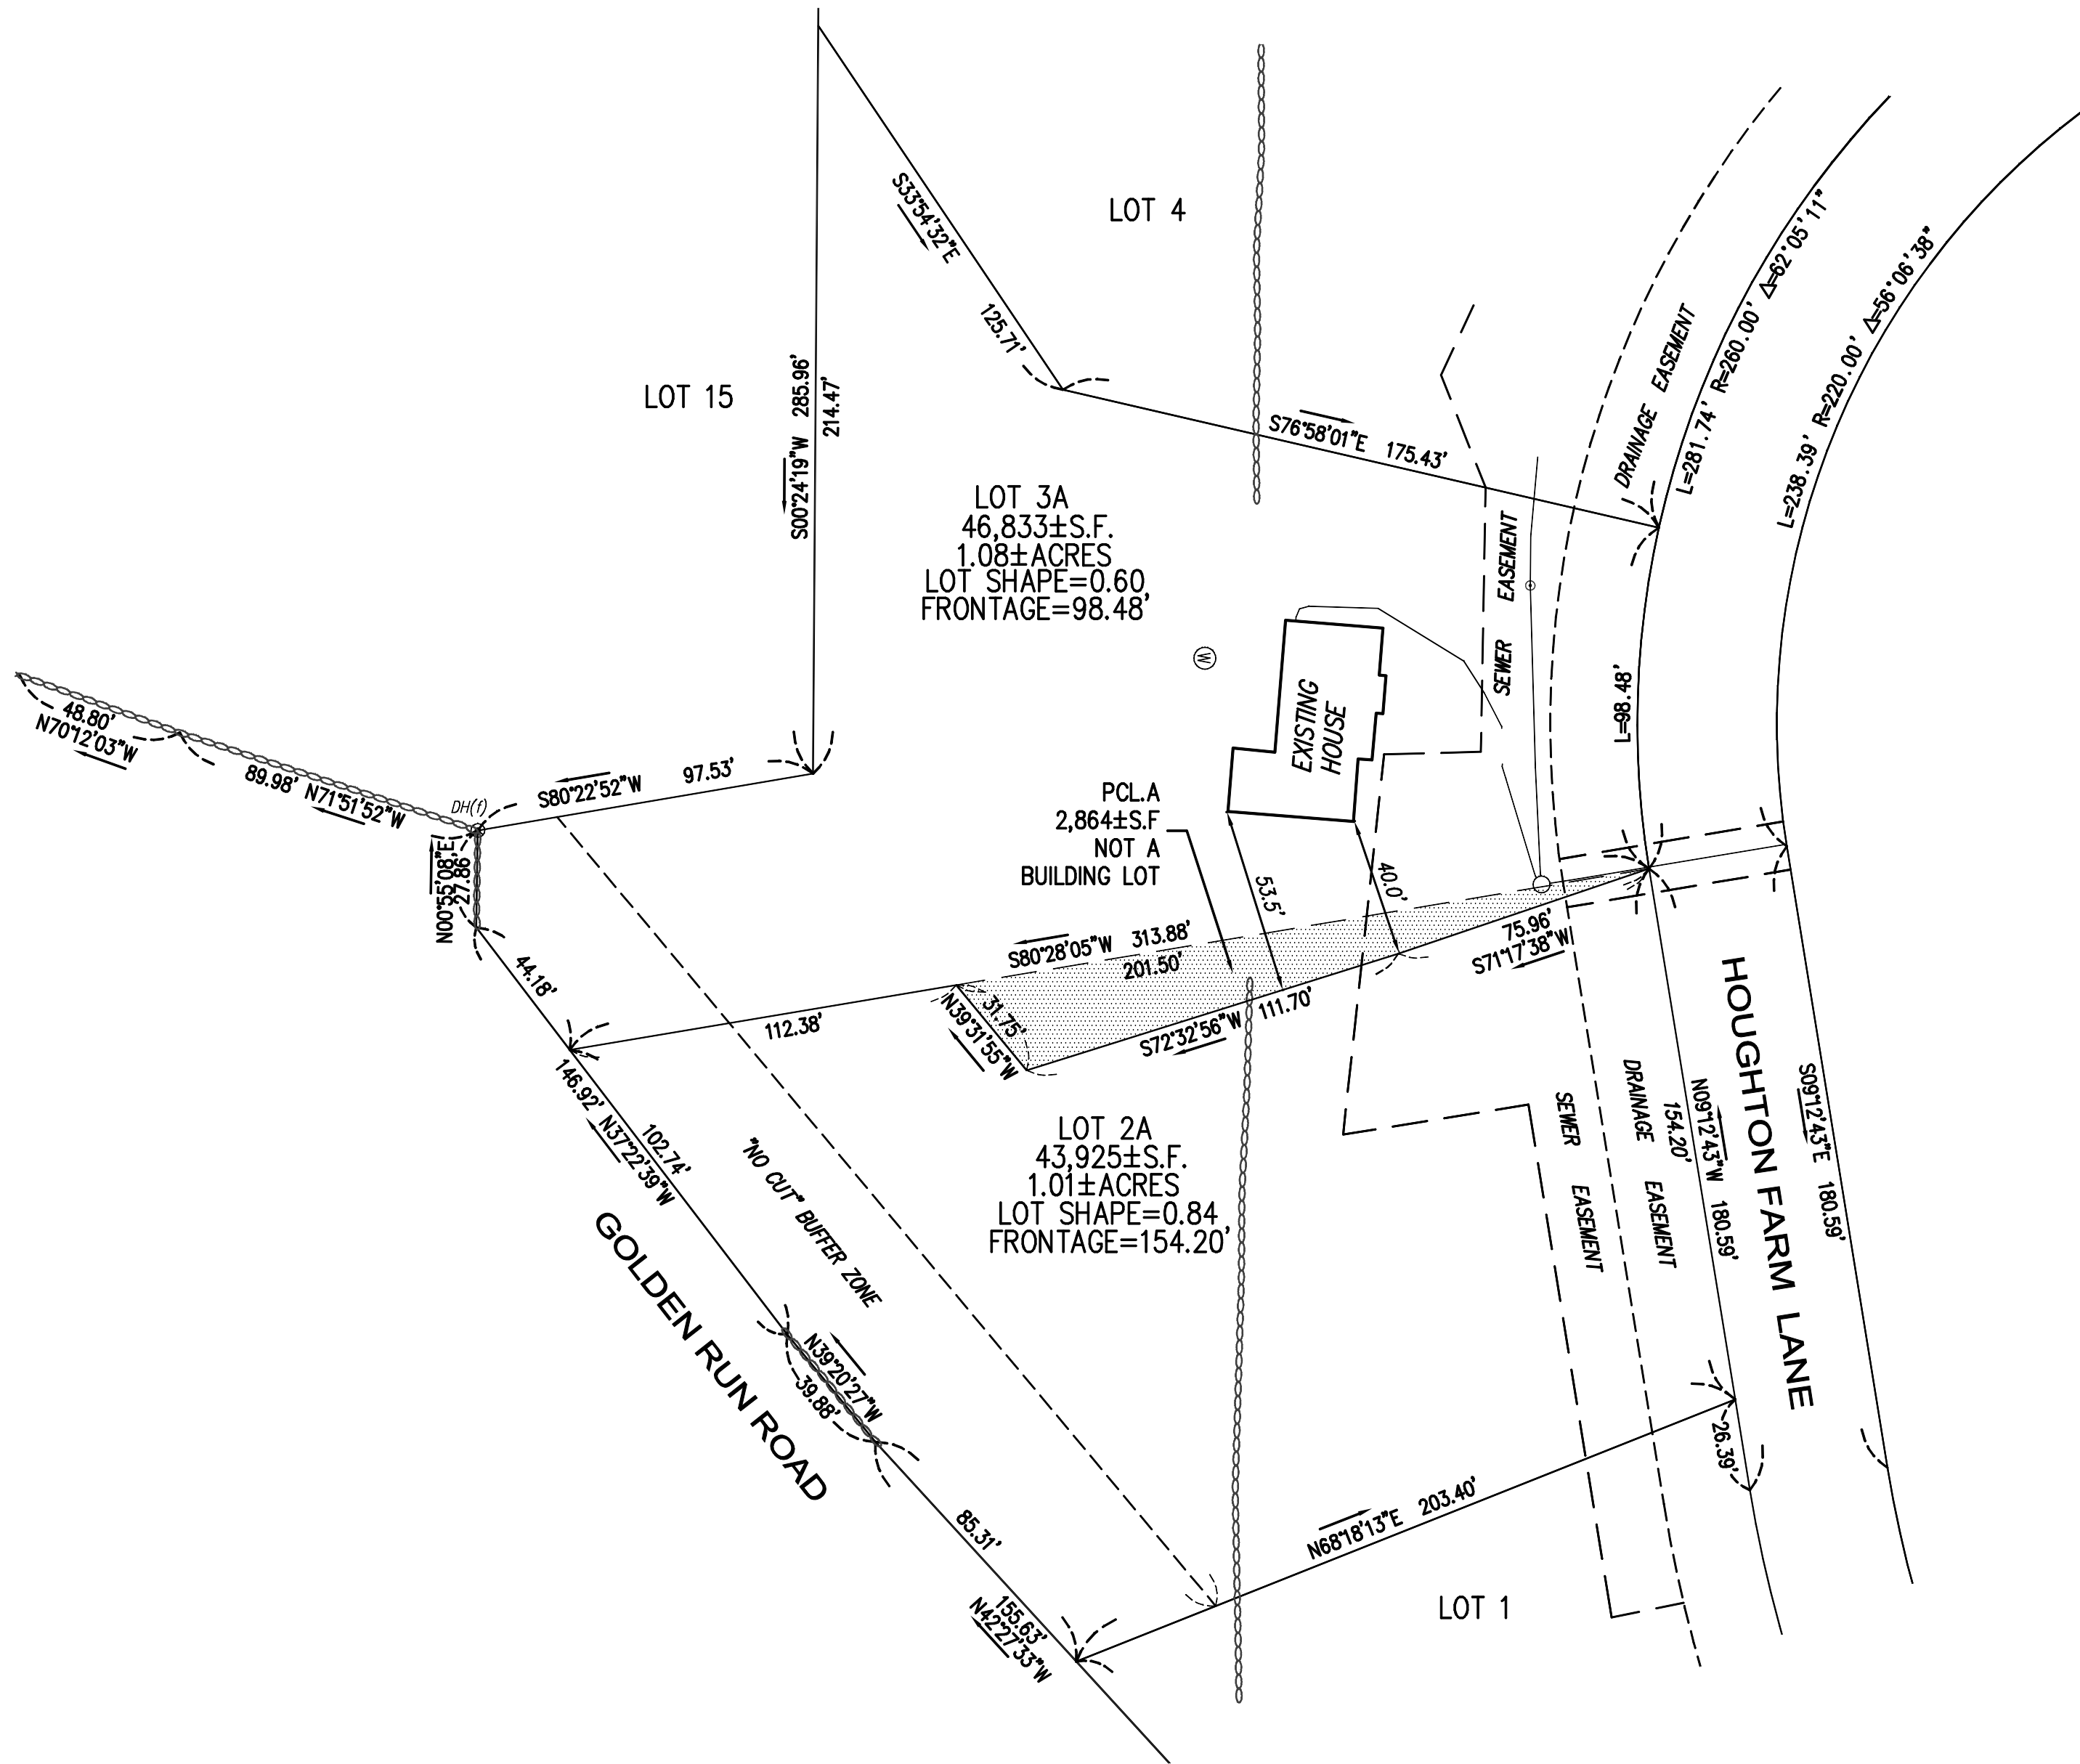 LOT 4
LOT 15
S33°54'32"E
125.71'
S00°24'19"W 285.96'
214.47'
S76°58'01"E 175.43'
DRAINAGE EASEMENT
L=281.74' R=260.00' Δ=62°05'11"
L=238.39' R=220.00' Δ=56°06'38"
LOT 3A
46,833±S.F.
1.08±ACRES
LOT SHAPE=0.60
FRONTAGE=98.48'
SEWER EASEMENT
L=98.48'
W
EXISTING
HOUSE
48.80'
N70°12'03"W
89.98' N71°51'52"W
DH(f)
S80°22'52"W 97.53'
N00°55'08"E
27.86'
44.18'
PCL.A
2,864±S.F
NOT A
BUILDING LOT
53.5'
40.0'
S80°28'05"W 313.88'
201.50'
75.96'
S71°17'38"W
112.38'
31.75'
N39°31'55"W
S72°32'56"W 111.70'
146.92' N37°22'39"W
102.74'
"NO CUT" BUFFER ZONE
LOT 2A
43,925±S.F.
1.01±ACRES
LOT SHAPE=0.84
FRONTAGE=154.20'
SEWER EASEMENT
DRAINAGE EASEMENT
154.20'
N09°12'43"W 180.59'
HOUGHTON FARM LANE
S09°12'43"E 180.59'
GOLDEN RUN ROAD
N39°20'27"W
39.88'
85.31'
26.39'
N68°18'13"E 203.40'
155.63'
N42°27'33"W
LOT 1